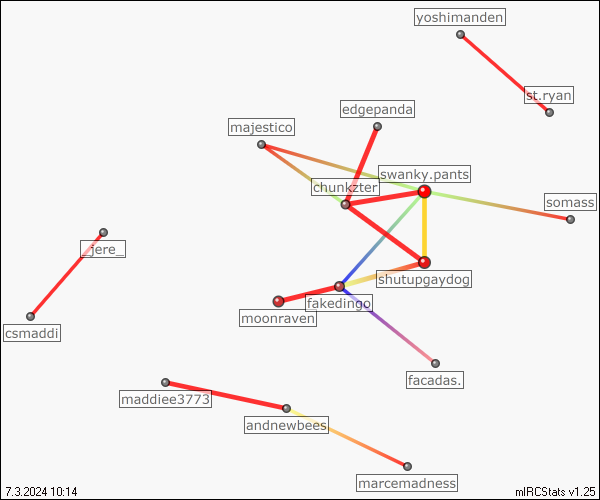 yoshimanden
st.ryan
edgepanda
majestico
swanky.pants
chunkzter
somass
_jere_
shutupgaydog
fakedingo
moonraven
csmaddi
facadas.
maddiee3773
andnewbees
marcemadness
7.3.2024 10:14
mIRCStats v1.25